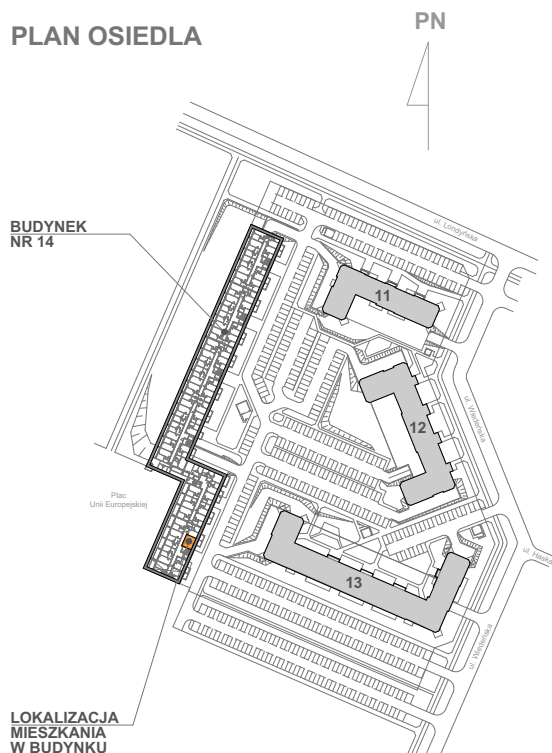 PLAN OSIEDLA
PN
ul. Londyńska
BUDYNEK
NR 14
11
ul. Wiedeńska
12
Plac
Unii Europejskiej
ul. Haska
13
ul. Wiedeńska
LOKALIZACJA
MIESZKANIA
W BUDYNKU